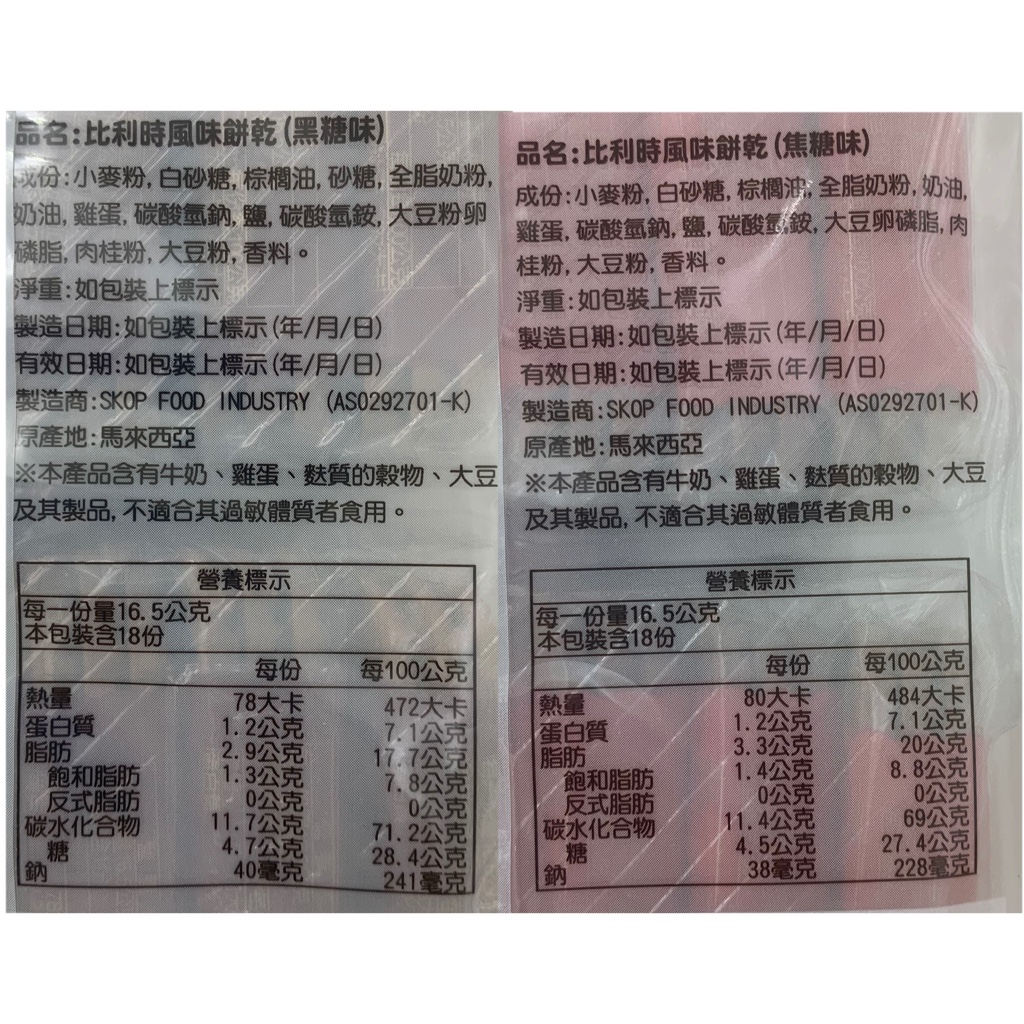 品名:比利時風味餅乾(黑糖味)
成份:小麥粉, 白砂糖, 棕櫚油, 砂糖, 全脂奶粉,
奶油, 雞蛋, 碳酸氫鈉, 鹽, 碳酸氫銨, 大豆粉卵
磷脂, 肉桂粉, 大豆粉, 香料。
淨重:如包裝上標示
製造日期:如包裝上標示(年/月/日)
有效日期:如包裝上標示(年/月/日)
製造商:SKOP FOOD INDUSTRY (AS0292701-K)
原產地:馬來西亞
※本產品含有牛奶、雞蛋、麩質的穀物、大豆
及其製品, 不適合其過敏體質者食用。
營養標示
每一份量16.5公克
本包裝含18份
每份 每100公克
熱量 78大卡 472大卡
蛋白質 1.2公克 7.1公克
脂肪 2.9公克 17.7公克
飽和脂肪 1.3公克 7.8公克
反式脂肪 0公克 0公克
碳水化合物 11.7公克 71.2公克
糖 4.7公克 28.4公克
鈉 40毫克 241毫克
品名:比利時風味餅乾(焦糖味)
成份:小麥粉, 白砂糖, 棕櫚油, 全脂奶粉, 奶油,
雞蛋, 碳酸氫鈉, 鹽, 碳酸氫銨, 大豆卵磷脂, 肉
桂粉, 大豆粉, 香料。
淨重:如包裝上標示
製造日期:如包裝上標示(年/月/日)
有效日期:如包裝上標示(年/月/日)
製造商:SKOP FOOD INDUSTRY (AS0292701-K)
原產地:馬來西亞
※本產品含有牛奶、雞蛋、麩質的穀物、大豆
及其製品, 不適合其過敏體質者食用。
營養標示
每一份量16.5公克
本包裝含18份
每份 每100公克
熱量 80大卡 484大卡
蛋白質 1.2公克 7.1公克
脂肪 3.3公克 20公克
飽和脂肪 1.4公克 8.8公克
反式脂肪 0公克 0公克
碳水化合物 11.4公克 69公克
糖 4.5公克 27.4公克
鈉 38毫克 228毫克